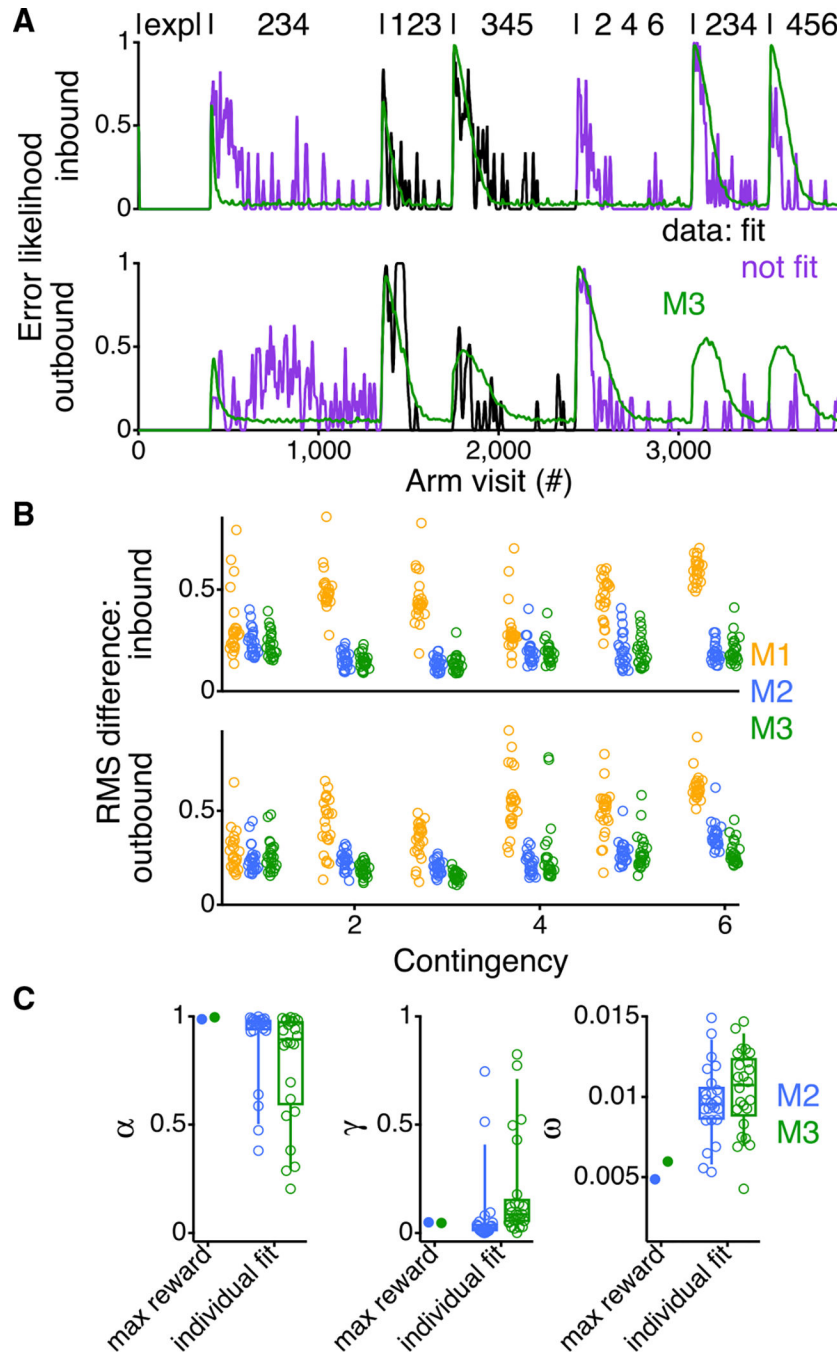 A
expl 234 123 345 2 4 6 234 456
Error likelihood
inbound
1
0.5
0
data: fit
not fit
M3
outbound
1
0.5
0
0 1,000 2,000 3,000
Arm visit (#)
B
RMS difference:
inbound
0.5
0
M1
M2
M3
outbound
0.5
0
2 4 6
Contingency
C
α
1
0.5
0
max reward
individual fit
γ
1
0.5
0
max reward
individual fit
ω
0.015
0.010
0.005
max reward
individual fit
M2
M3